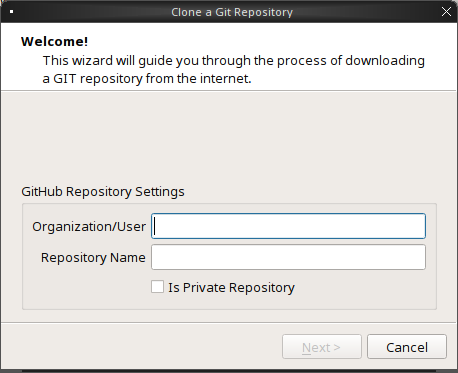 Clone a Git Repository
Welcome!
This wizard will guide you through the process of downloading
a GIT repository from the internet.
GitHub Repository Settings
Organization/User
Repository Name
Is Private Repository
Next >
Cancel